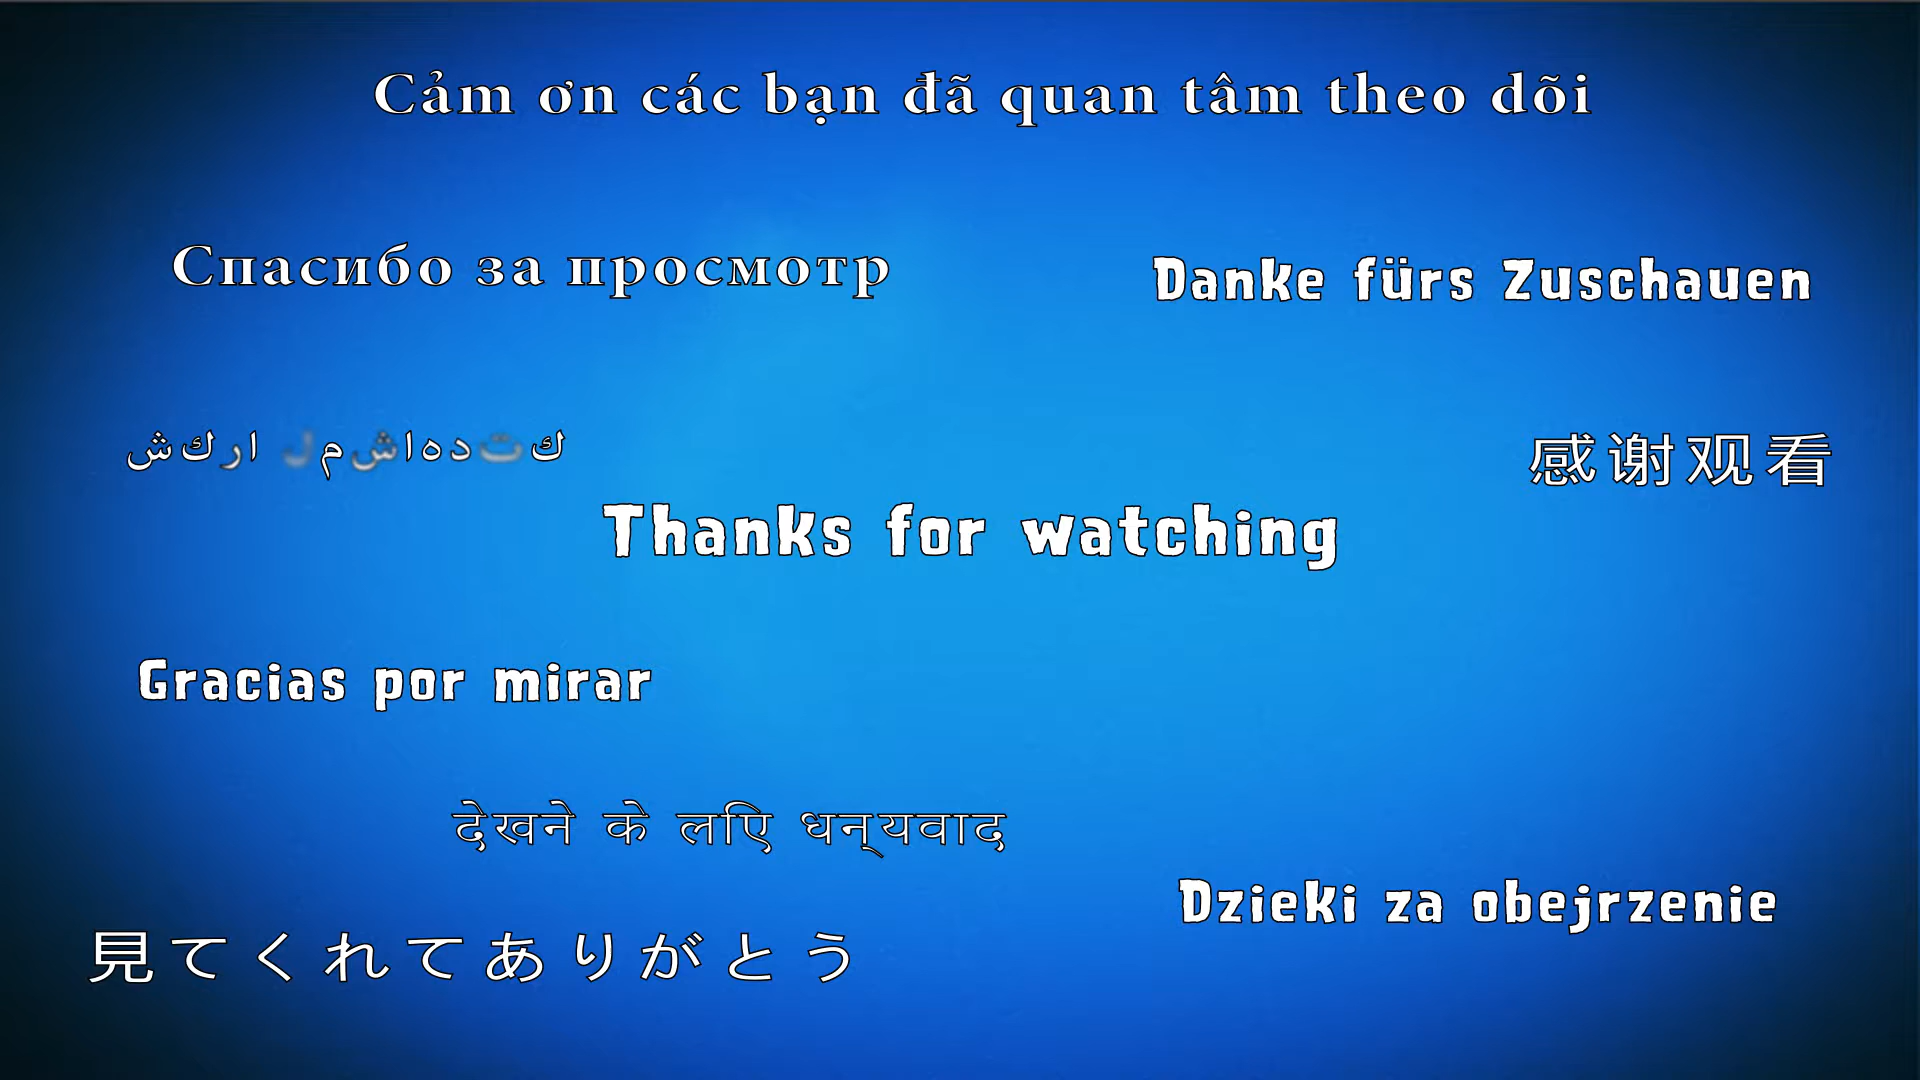 Cảm ơn các bạn đã quan tâm theo dõi
Спасибо за просмотр
Danke fürs Zuschauen
شكرا لمشاهدتك
感谢观看
Thanks for watching
Gracias por mirar
देखने के लिए धन्यवाद
Dzieki za obejrzenie
見てくれてありがとう